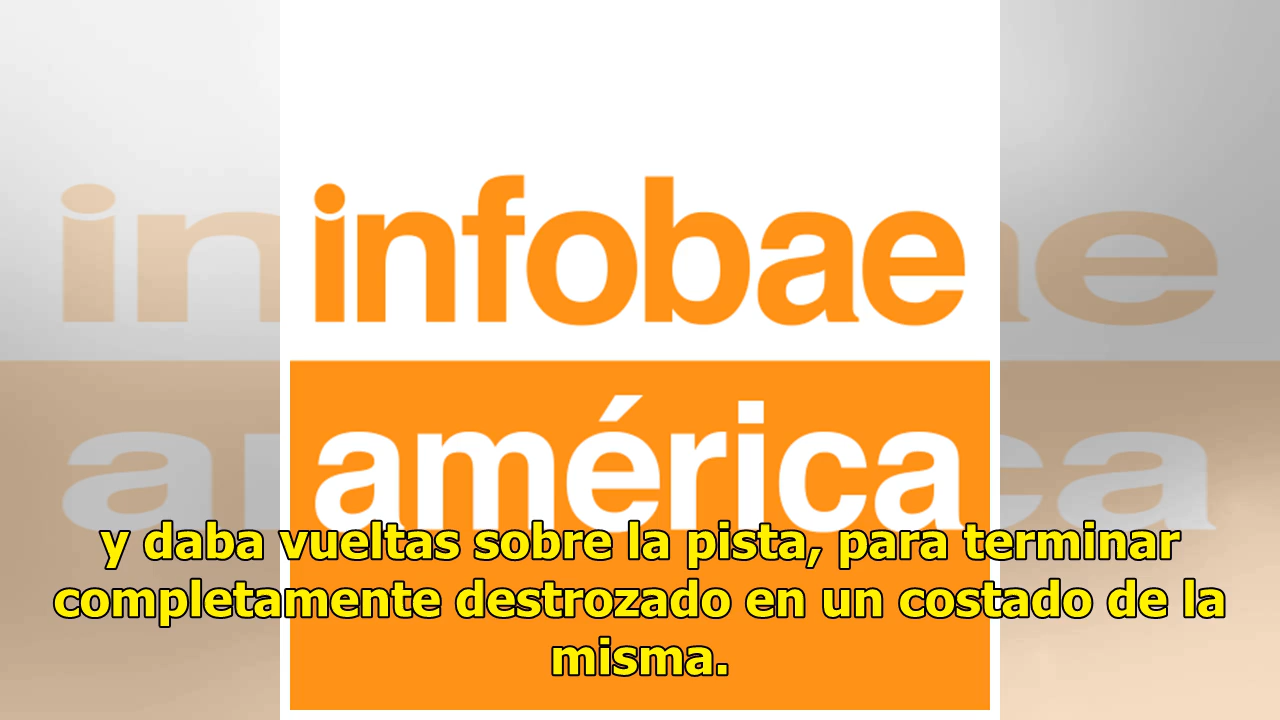 infobae
américa
y daba vueltas sobre la pista, para terminar
completamente destrozado en un costado de la
misma.